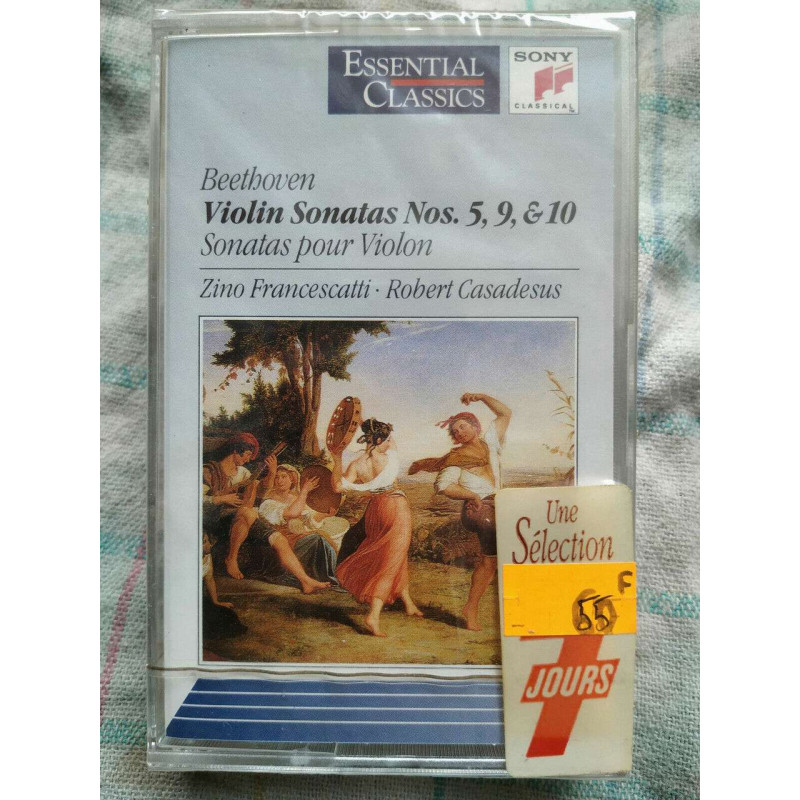 ESSENTIAL
CLASSICS
SONY
CLASSICAL
Beethoven
Violin Sonatas Nos. 5, 9, & 10
Sonatas pour Violon
Zino Francescatti · Robert Casadesus
Une
Sélection
F
55
7
JOURS